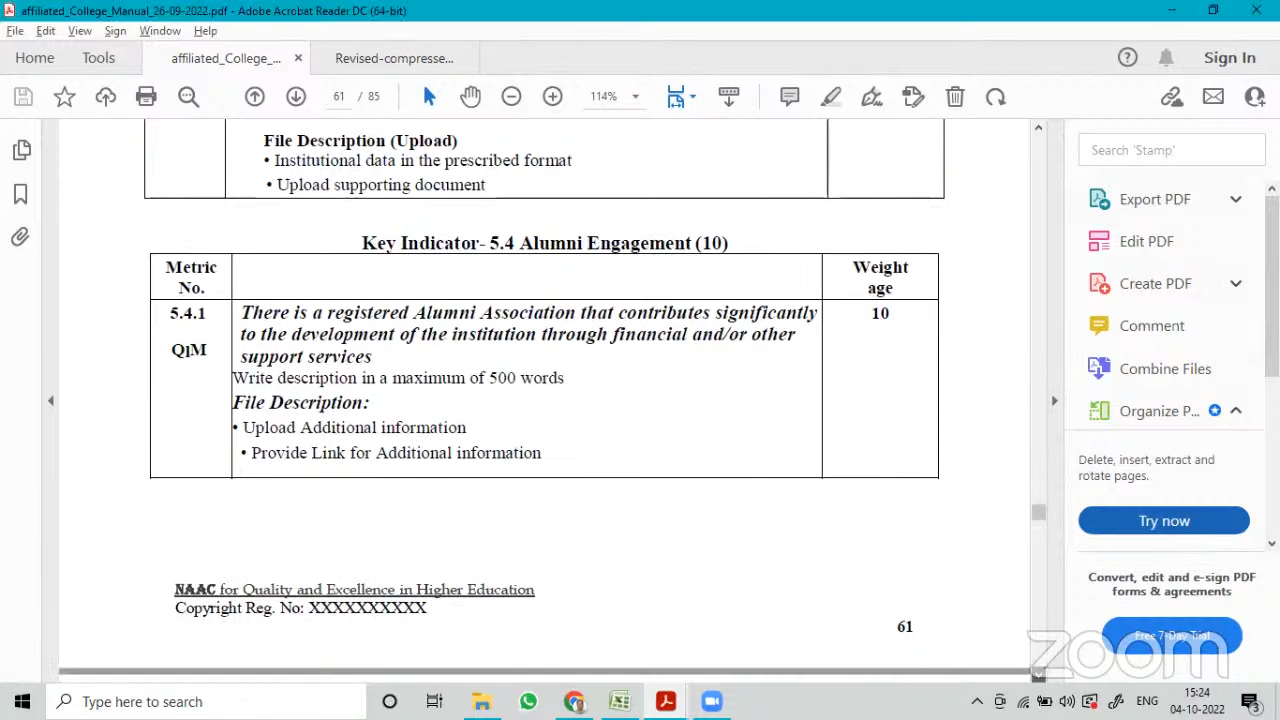 affiliated_College_Manual_26-09-2022.pdf - Adobe Acrobat Reader DC (64-bit)
File Edit View Sign Window Help
Home Tools affiliated_College_... × Revised-compresse... Sign In
61 / 85 114%
File Description (Upload)
• Institutional data in the prescribed format
• Upload supporting document
Key Indicator- 5.4 Alumni Engagement (10)
Metric
No.
Weight
age
5.4.1
QlM
There is a registered Alumni Association that contributes significantly
to the development of the institution through financial and/or other
support services
Write description in a maximum of 500 words
File Description:
• Upload Additional information
• Provide Link for Additional information
10
NAAC for Quality and Excellence in Higher Education
Copyright Reg. No: XXXXXXXXXX
61
Search 'Stamp'
Export PDF
Edit PDF
Create PDF
Comment
Combine Files
Organize P...
Delete, insert, extract and
rotate pages.
Try now
Convert, edit and e-sign PDF
forms & agreements
Free 7-Day Trial
zoom
Type here to search
ENG
15:24
04-10-2022
3